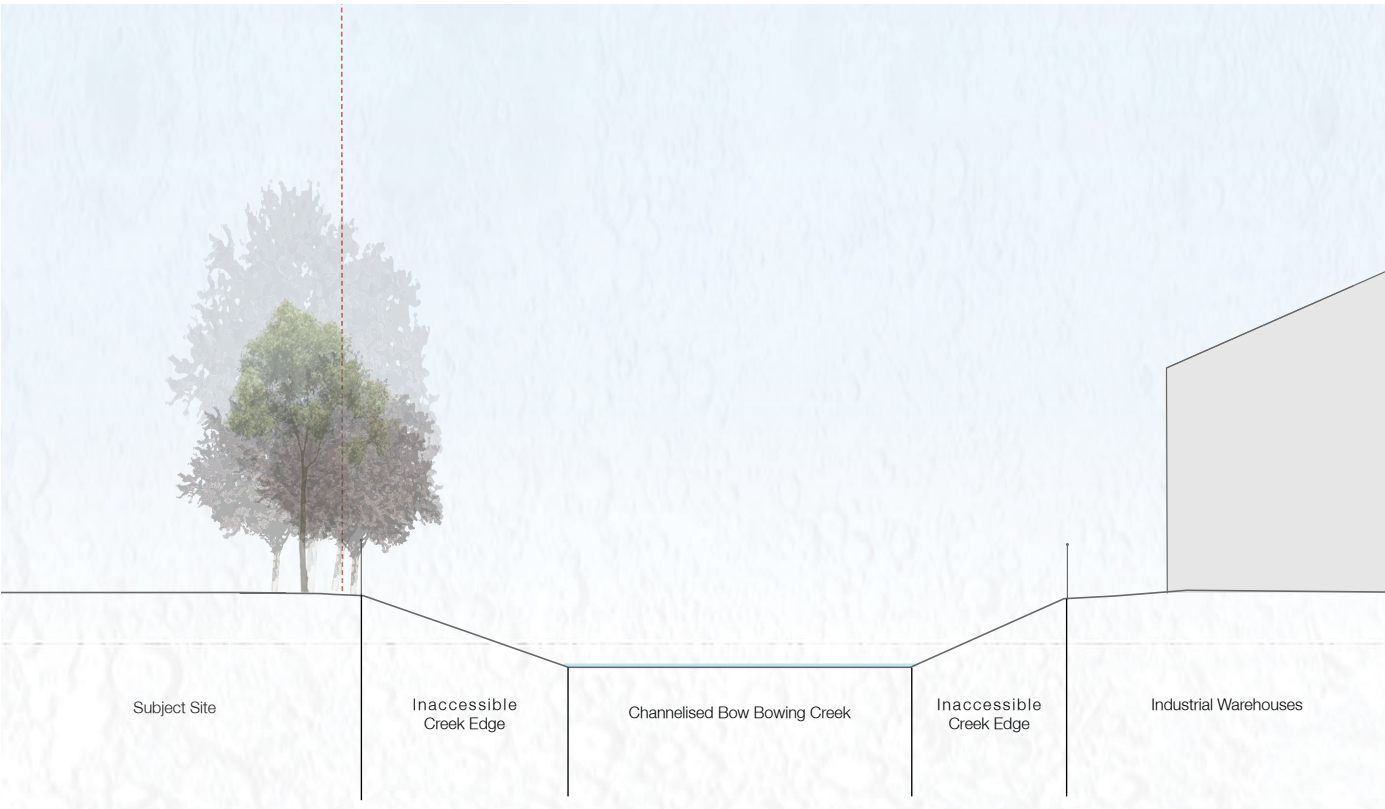 Subject Site
Inaccessible
Creek Edge
Channelised Bow Bowing Creek
Inaccessible
Creek Edge
Industrial Warehouses